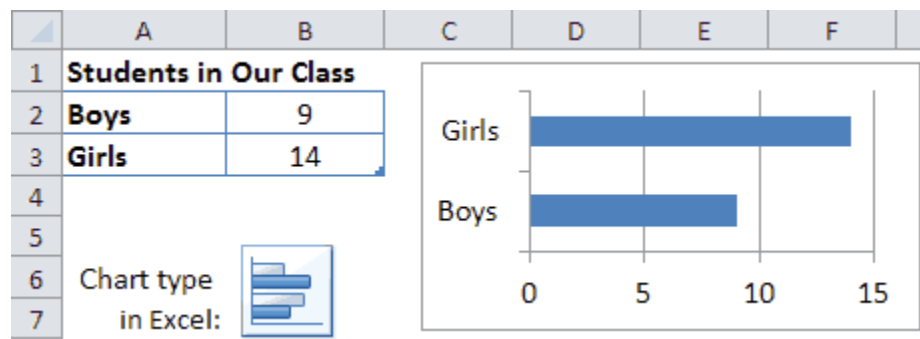 A B C D E F
1 Students in Our Class
2 Boys 9
3 Girls 14
4
5
6 Chart type
7 in Excel:
Girls
Boys
0 5 10 15